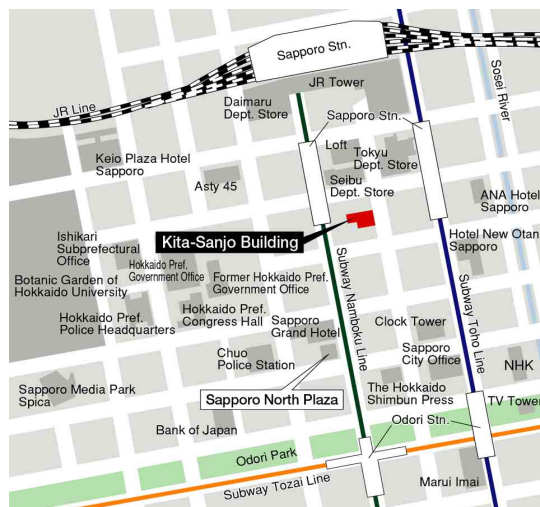 Sapporo Stn.
JR Tower
JR Line
Daimaru
Dept. Store
Sapporo Stn.
Sosei River
Keio Plaza Hotel
Sapporo
Loft
Tokyu
Dept. Store
Asty 45
Seibu
Dept. Store
ANA Hotel
Sapporo
Kita-Sanjo Building
Ishikari
Subprefectural
Office
Hotel New Otan
Sapporo
Hokkaido Pref.
Government Office
Botanic Garden of
Hokkaido University
Former Hokkaido Pref.
Government Office
Subway Namboku Line
Subway Toho Line
Hokkaido Pref.
Police Headquarters
Hokkaido Pref.
Congress Hall
Sapporo
Grand Hotel
Clock Tower
Chuo
Police Station
Sapporo
City Office
NHK
Sapporo Media Park
Spica
Sapporo North Plaza
The Hokkaido
Shimbun Press
TV Tower
Bank of Japan
Odori Stn.
Odori Park
Subway Tozai Line
Marui Imai